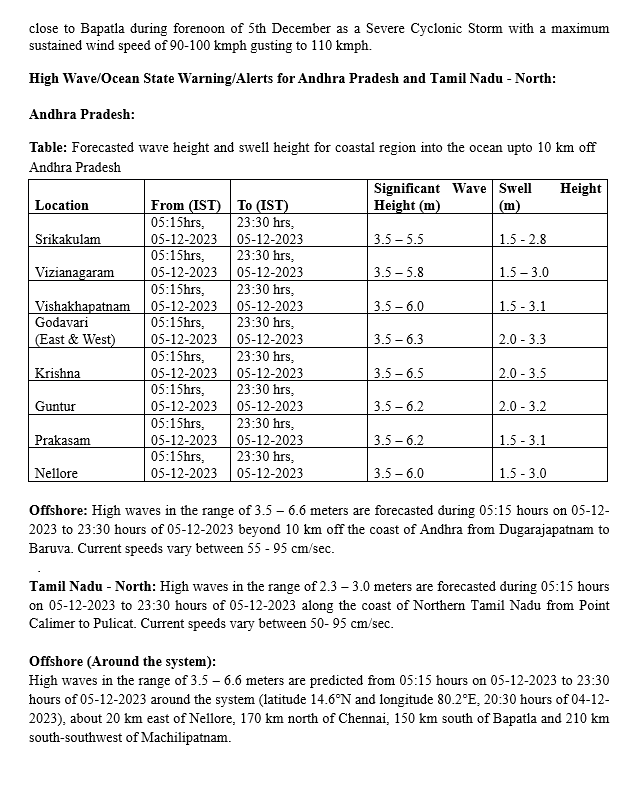 close to Bapatla during forenoon of 5th December as a Severe Cyclonic Storm with a maximum
sustained wind speed of 90-100 kmph gusting to 110 kmph.
High Wave/Ocean State Warning/Alerts for Andhra Pradesh and Tamil Nadu - North:
Andhra Pradesh:
Table: Forecasted wave height and swell height for coastal region into the ocean upto 10 km off
Andhra Pradesh
Location From (IST) To (IST) Significant Wave Height (m) Swell Height (m)
Srikakulam 05:15hrs, 05-12-2023 23:30 hrs, 05-12-2023 3.5 – 5.5 1.5 - 2.8
Vizianagaram 05:15hrs, 05-12-2023 23:30 hrs, 05-12-2023 3.5 – 5.8 1.5 – 3.0
Vishakhapatnam 05:15hrs, 05-12-2023 23:30 hrs, 05-12-2023 3.5 – 6.0 1.5 - 3.1
Godavari (East & West) 05:15hrs, 05-12-2023 23:30 hrs, 05-12-2023 3.5 – 6.3 2.0 - 3.3
Krishna 05:15hrs, 05-12-2023 23:30 hrs, 05-12-2023 3.5 – 6.5 2.0 - 3.5
Guntur 05:15hrs, 05-12-2023 23:30 hrs, 05-12-2023 3.5 – 6.2 2.0 - 3.2
Prakasam 05:15hrs, 05-12-2023 23:30 hrs, 05-12-2023 3.5 – 6.2 1.5 - 3.1
Nellore 05:15hrs, 05-12-2023 23:30 hrs, 05-12-2023 3.5 – 6.0 1.5 - 3.0
Offshore: High waves in the range of 3.5 – 6.6 meters are forecasted during 05:15 hours on 05-12-
2023 to 23:30 hours of 05-12-2023 beyond 10 km off the coast of Andhra from Dugarajapatnam to
Baruva. Current speeds vary between 55 - 95 cm/sec.
.
Tamil Nadu - North: High waves in the range of 2.3 – 3.0 meters are forecasted during 05:15 hours
on 05-12-2023 to 23:30 hours of 05-12-2023 along the coast of Northern Tamil Nadu from Point
Calimer to Pulicat. Current speeds vary between 50- 95 cm/sec.
Offshore (Around the system):
High waves in the range of 3.5 – 6.6 meters are predicted from 05:15 hours on 05-12-2023 to 23:30
hours of 05-12-2023 around the system (latitude 14.6°N and longitude 80.2°E, 20:30 hours of 04-12-
2023), about 20 km east of Nellore, 170 km north of Chennai, 150 km south of Bapatla and 210 km
south-southwest of Machilipatnam.